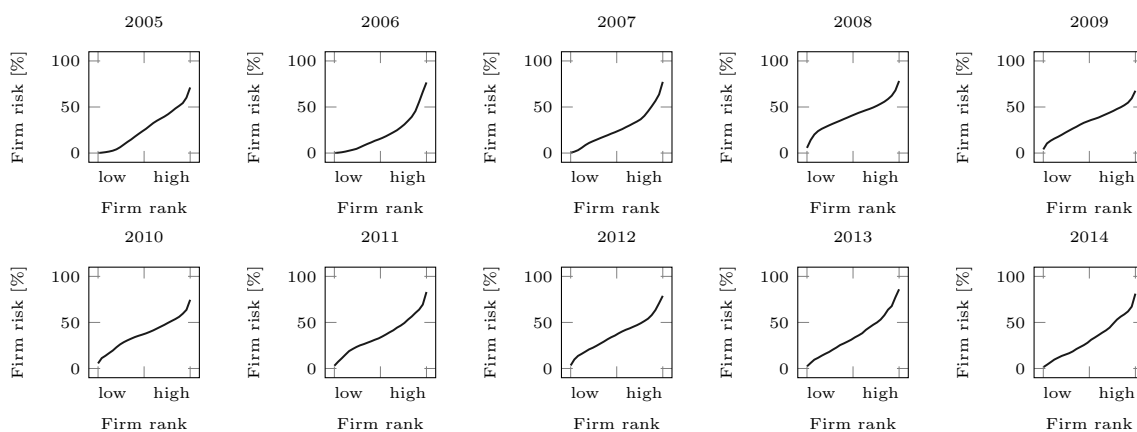 2005 2006 2007 2008 2009
Firm risk [%] Firm risk [%] Firm risk [%] Firm risk [%] Firm risk [%]
100 100 100 100 100
50 50 50 50 50
0 0 0 0 0
low high low high low high low high low high
Firm rank Firm rank Firm rank Firm rank Firm rank
2010 2011 2012 2013 2014
Firm risk [%] Firm risk [%] Firm risk [%] Firm risk [%] Firm risk [%]
100 100 100 100 100
50 50 50 50 50
0 0 0 0 0
low high low high low high low high low high
Firm rank Firm rank Firm rank Firm rank Firm rank